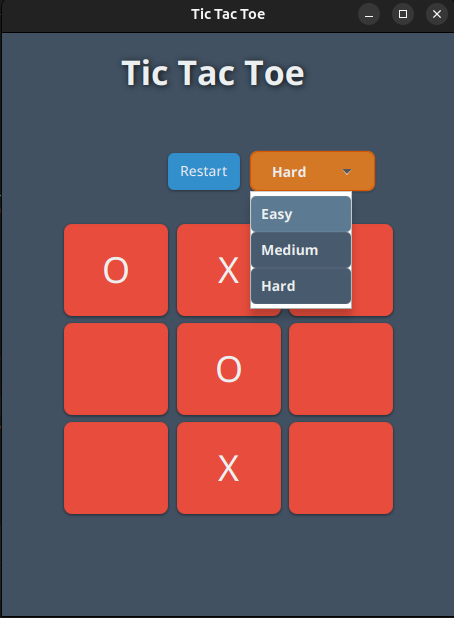 Tic Tac Toe
Tic Tac Toe
Restart
Hard
Easy
Medium
Hard
O X
O
X